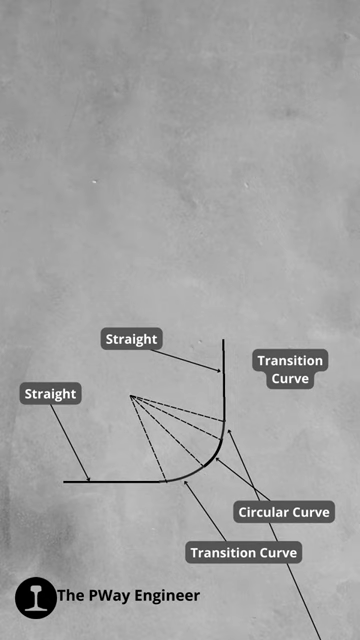 Straight
Transition
Curve
Straight
Circular Curve
Transition Curve
The PWay Engineer